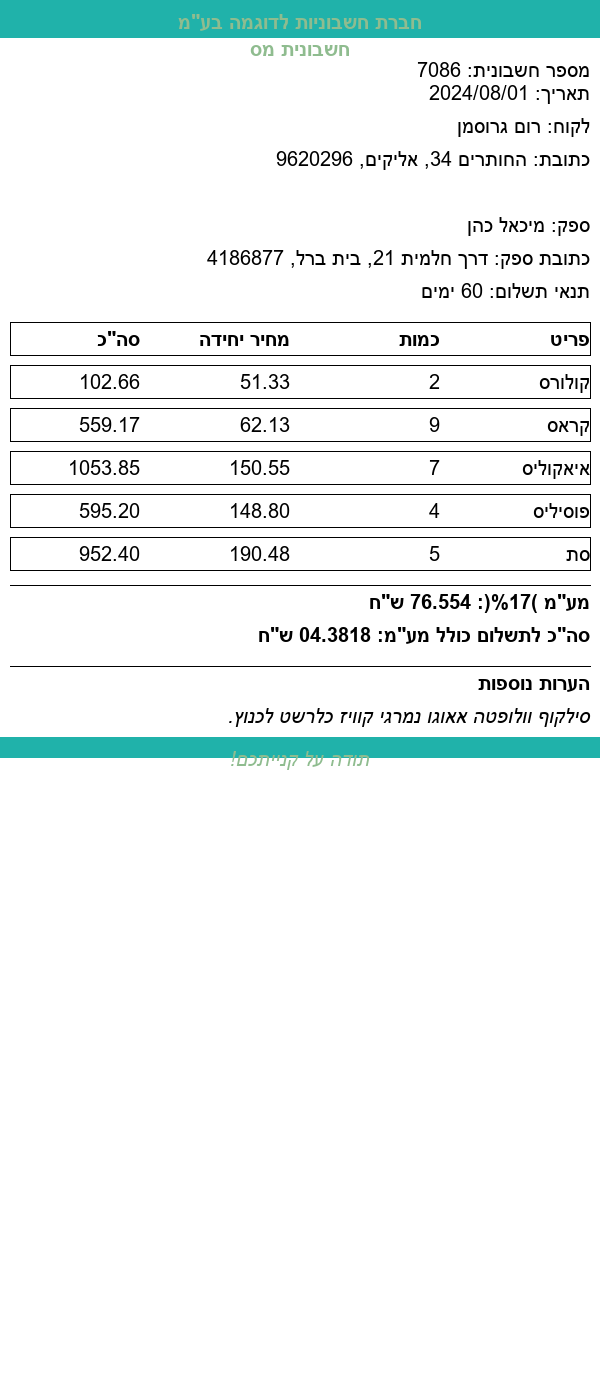 חברת חשבוניות לדוגמה בע"מ
חשבונית מס
מספר חשבונית: 7086
תאריך: 2024/08/01
לקוח: רום גרוסמן
כתובת: החותרים 34, אליקים, 9620296
ספק: מיכאל כהן
כתובת ספק: דרך חלמית 21, בית ברל, 4186877
תנאי תשלום: 60 ימים
פריט כמות מחיר יחידה סה"כ
קולורס 2 51.33 102.66
קראס 9 62.13 559.17
איאקוליס 7 150.55 1053.85
פוסיליס 4 148.80 595.20
סת 5 190.48 952.40
מע"מ )17%(: 76.554 ש"ח
סה"כ לתשלום כולל מע"מ: 04.3818 ש"ח
הערות נוספות
סילקוף וולופטה אאוגו נמרגי קוויז כלרשט לכנוץ.
תודה על קנייתכם!